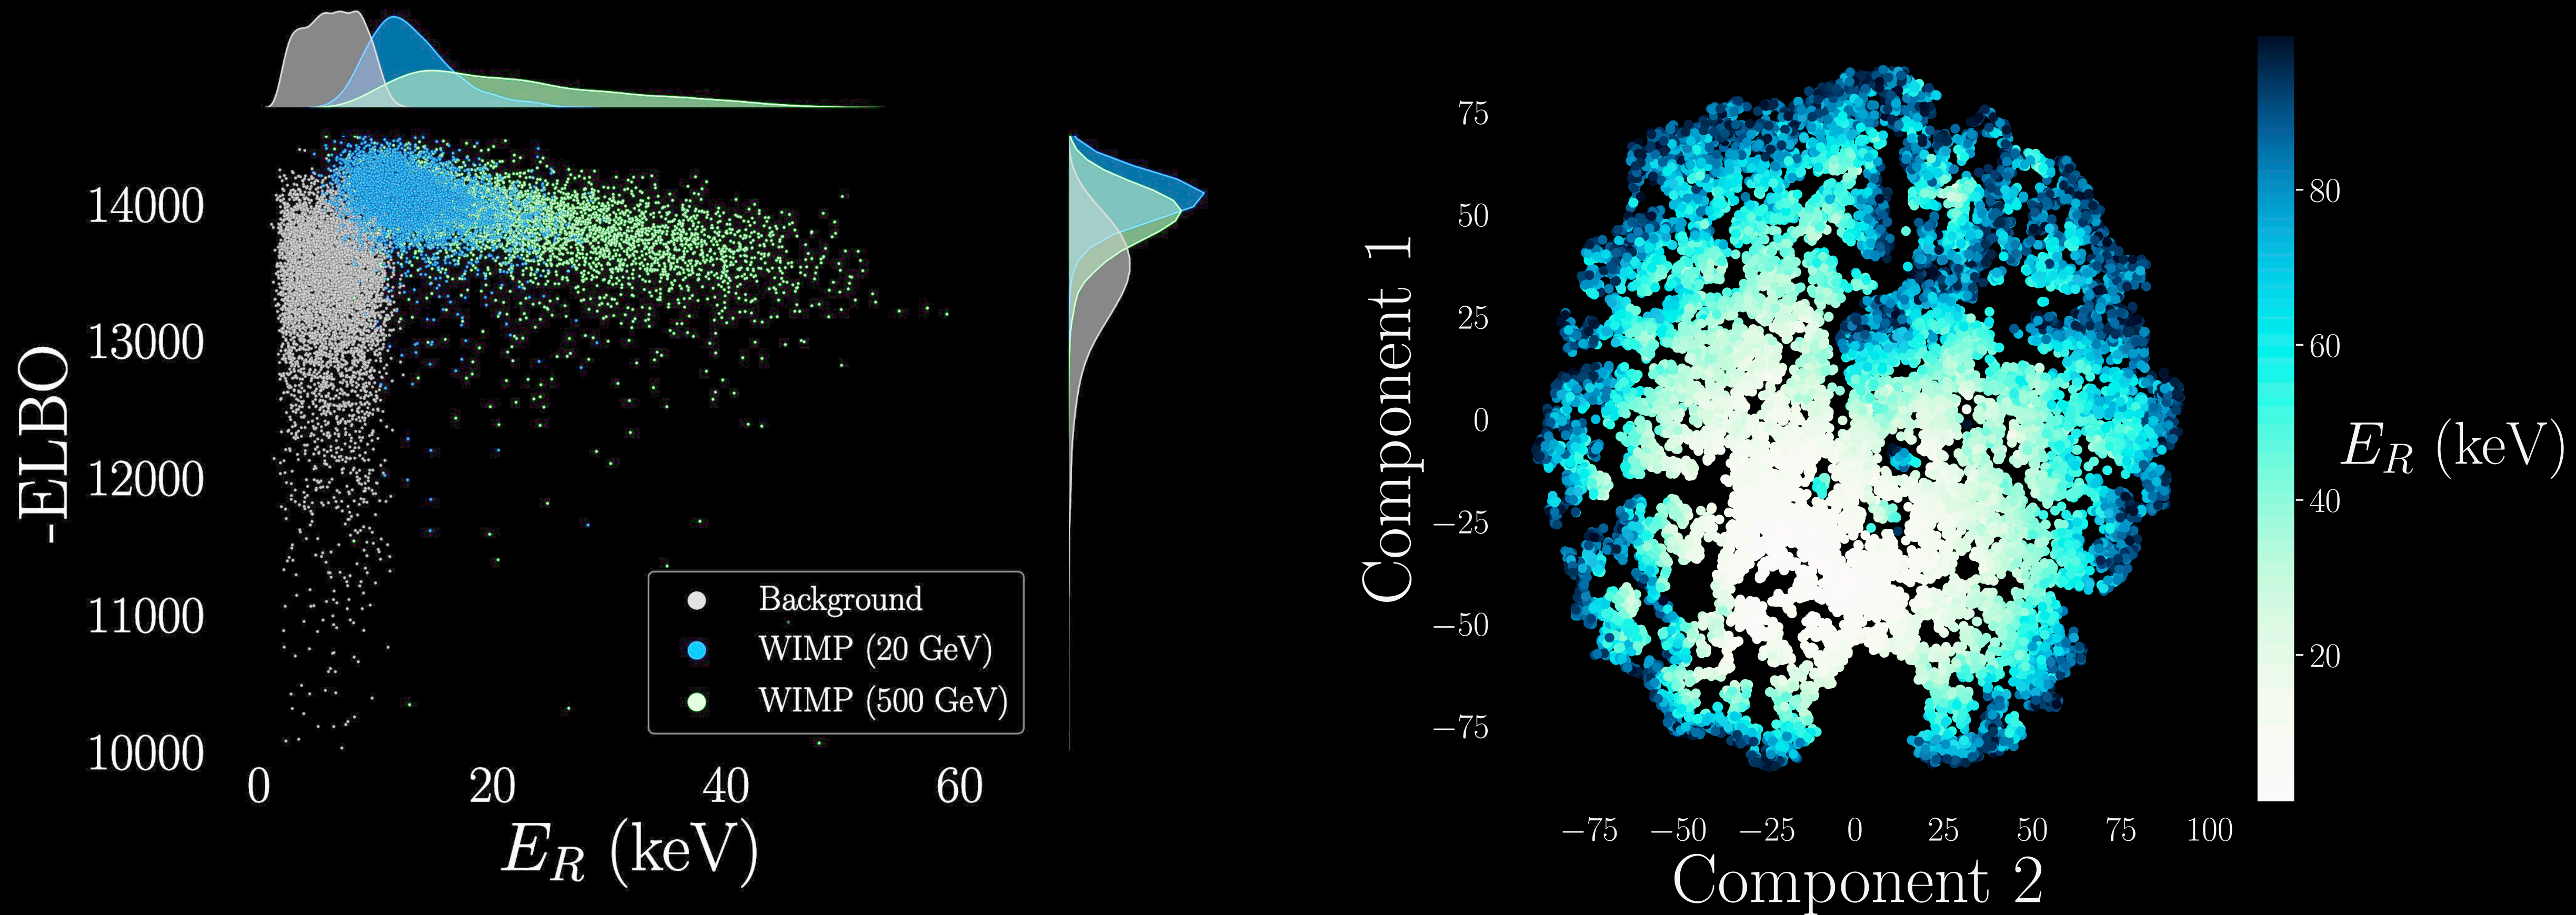 14000
13000
12000
11000
10000
-ELBO
0 20 40 60
E_R (keV)
Background
WIMP (20 GeV)
WIMP (500 GeV)
75
50
25
0
−25
−50
−75
Component 1
−75 −50 −25 0 25 50 75 100
Component 2
80
60
40
20
E_R (keV)